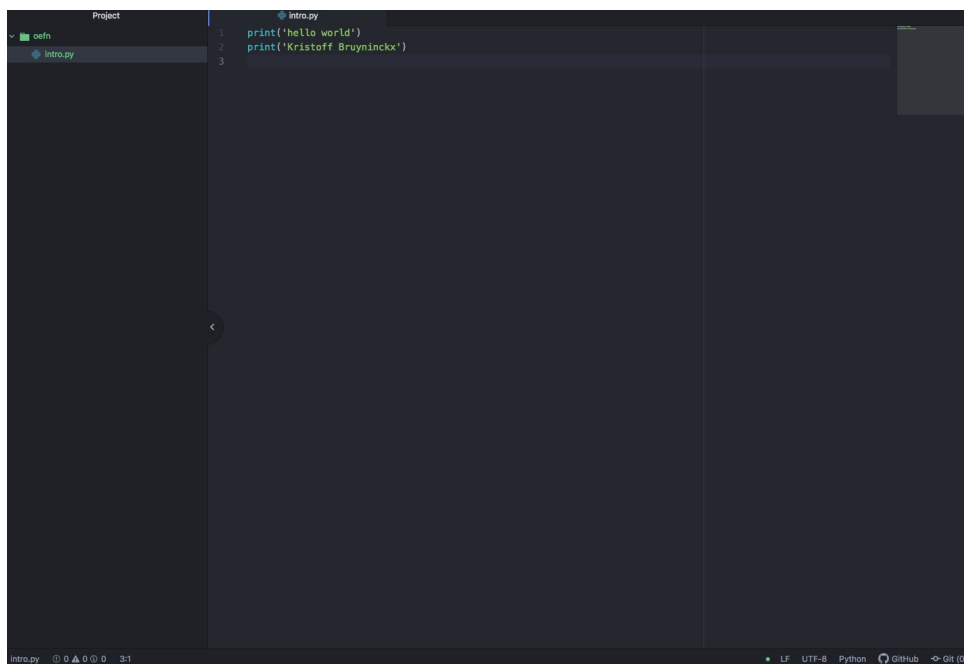 Project
oefn
intro.py
intro.py
1 print('hello world')
2 print('Kristoff Bruyninckx')
3
intro.py 0 0 0 3:1
LF UTF-8 Python GitHub Git (0